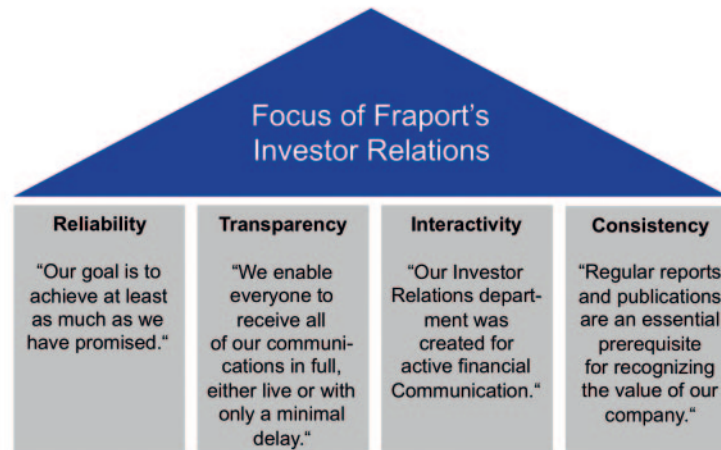 Focus of Fraport’s
Investor Relations
Reliability
“Our goal is to
achieve at least
as much as we
have promised.“
Transparency
“We enable
everyone to
receive all
of our communi-
cations in full,
either live or with
only a minimal
delay.“
Interactivity
“Our Investor
Relations depart-
ment was
created for
active financial
Communication.“
Consistency
“Regular reports
and publications
are an essential
prerequisite
for recognizing
the value of our
company.“